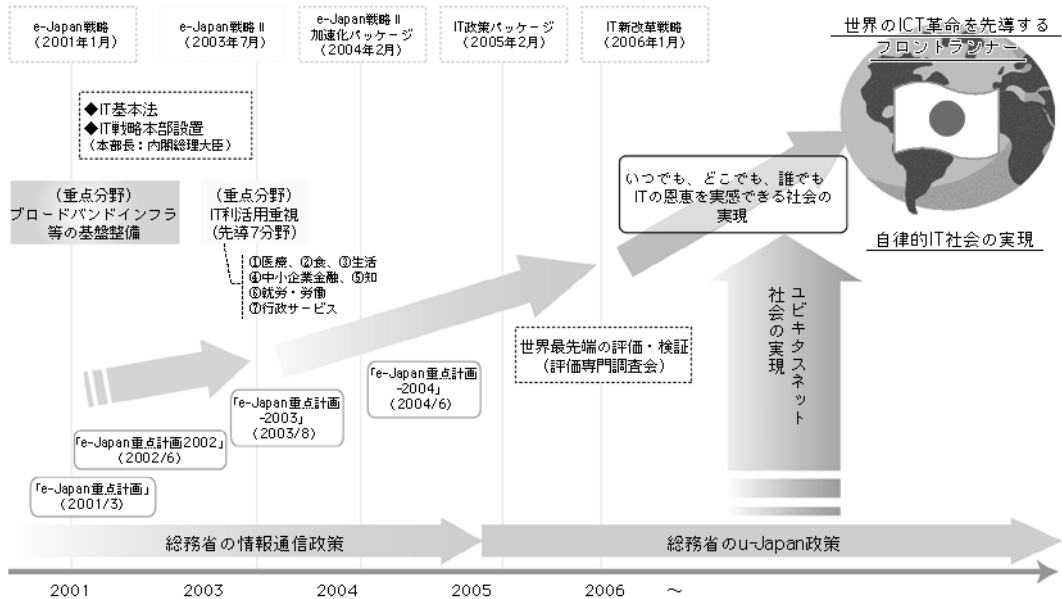 e-Japan戦略
(2001年1月)
e-Japan戦略Ⅱ
(2003年7月)
e-Japan戦略Ⅱ
加速化パッケージ
(2004年2月)
IT政策パッケージ
(2005年2月)
IT新改革戦略
(2006年1月)
世界のICT革命を先導する
フロントランナー
◆IT基本法
◆IT戦略本部設置
(本部長：内閣総理大臣)
(重点分野)
ブロードバンドインフラ
等の基盤整備
(重点分野)
IT利活用重視
(先導7分野)
①医療、②食、③生活
④中小企業金融、⑤知
⑥就労・労働
⑦行政サービス
いつでも、どこでも、誰でも
ITの恩恵を実感できる社会の
実現
自律的IT社会の実現
ユビキタスネット
社会の実現
世界最先端の評価・検証
(評価専門調査会)
「e-Japan重点計画
-2004」
(2004/6)
「e-Japan重点計画
-2003」
(2003/8)
「e-Japan重点計画2002」
(2002/6)
「e-Japan重点計画」
(2001/3)
総務省の情報通信政策
総務省のu-Japan政策
2001 2003 2004 2005 2006 ～